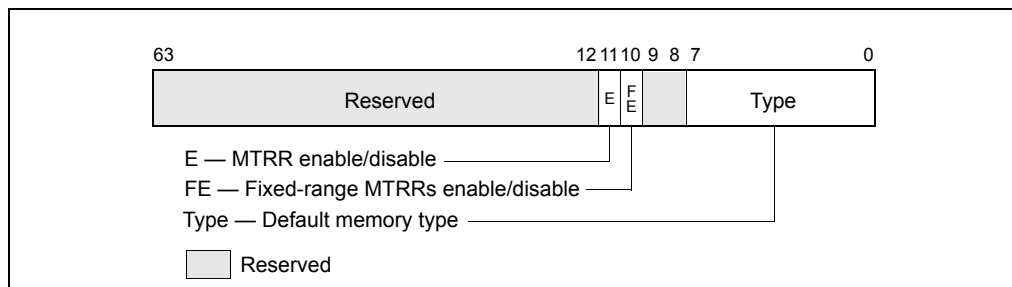 63 12 11 10 9 8 7 0
Reserved E FE Type
E — MTRR enable/disable
FE — Fixed-range MTRRs enable/disable
Type — Default memory type
Reserved